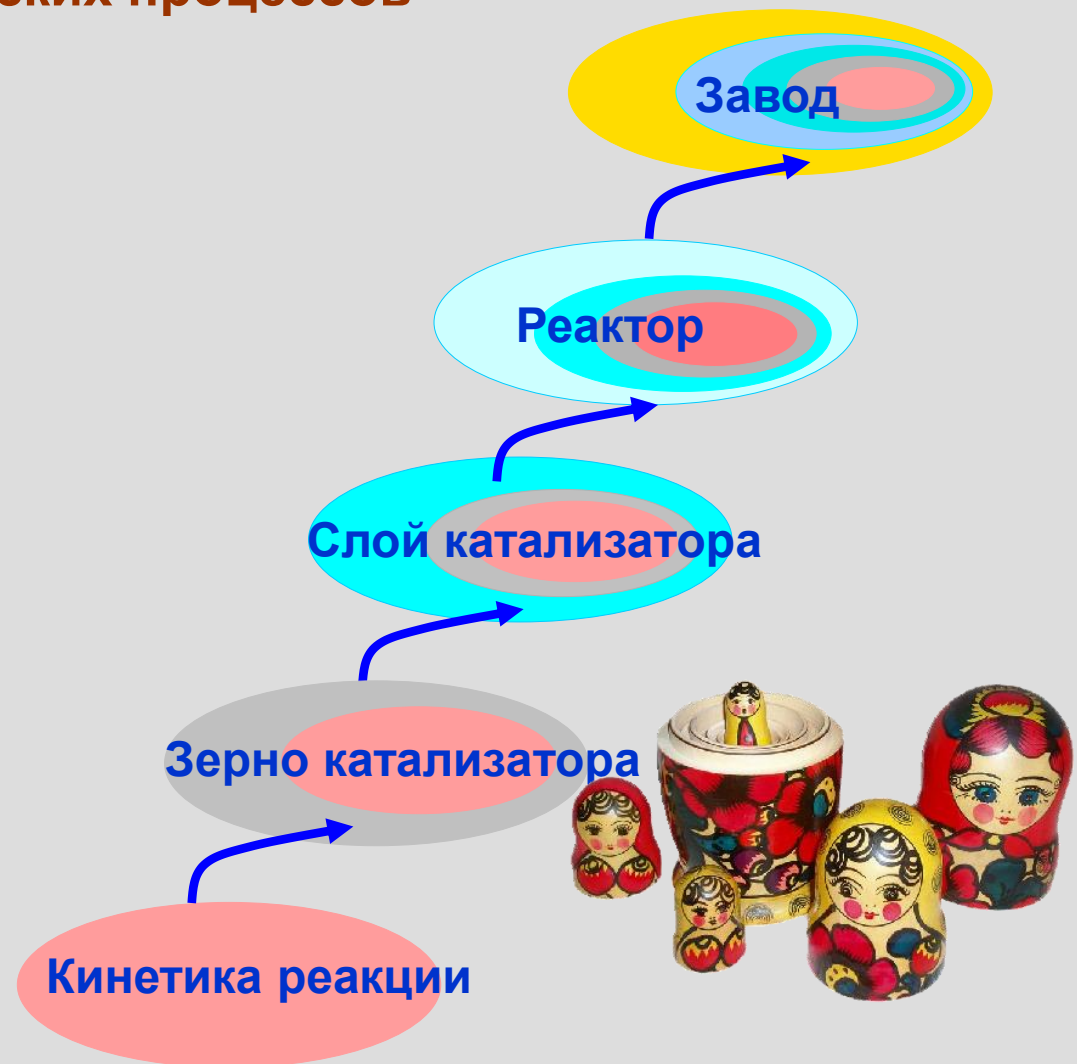 ских процессов
Завод
Реактор
Слой катализатора
Зерно катализатора
Кинетика реакции